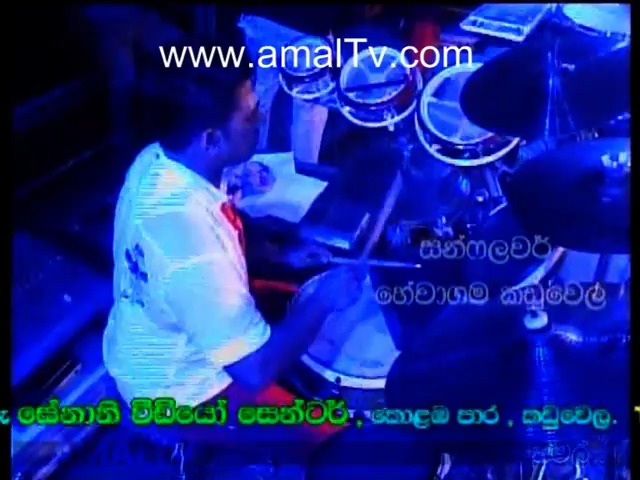 www.amalTv.com
සන්ෆලවර්
හේවාගම කඩුවෙල
සේනානි වීඩියෝ සෙන්ටර් , කොළඹ පාර , කඩුවෙල.